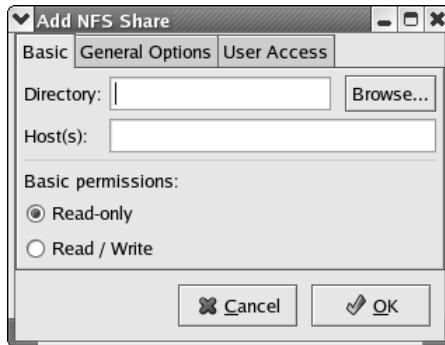 Add NFS Share
Basic General Options User Access
Directory: Browse...
Host(s):
Basic permissions:
Read-only
Read / Write
Cancel OK